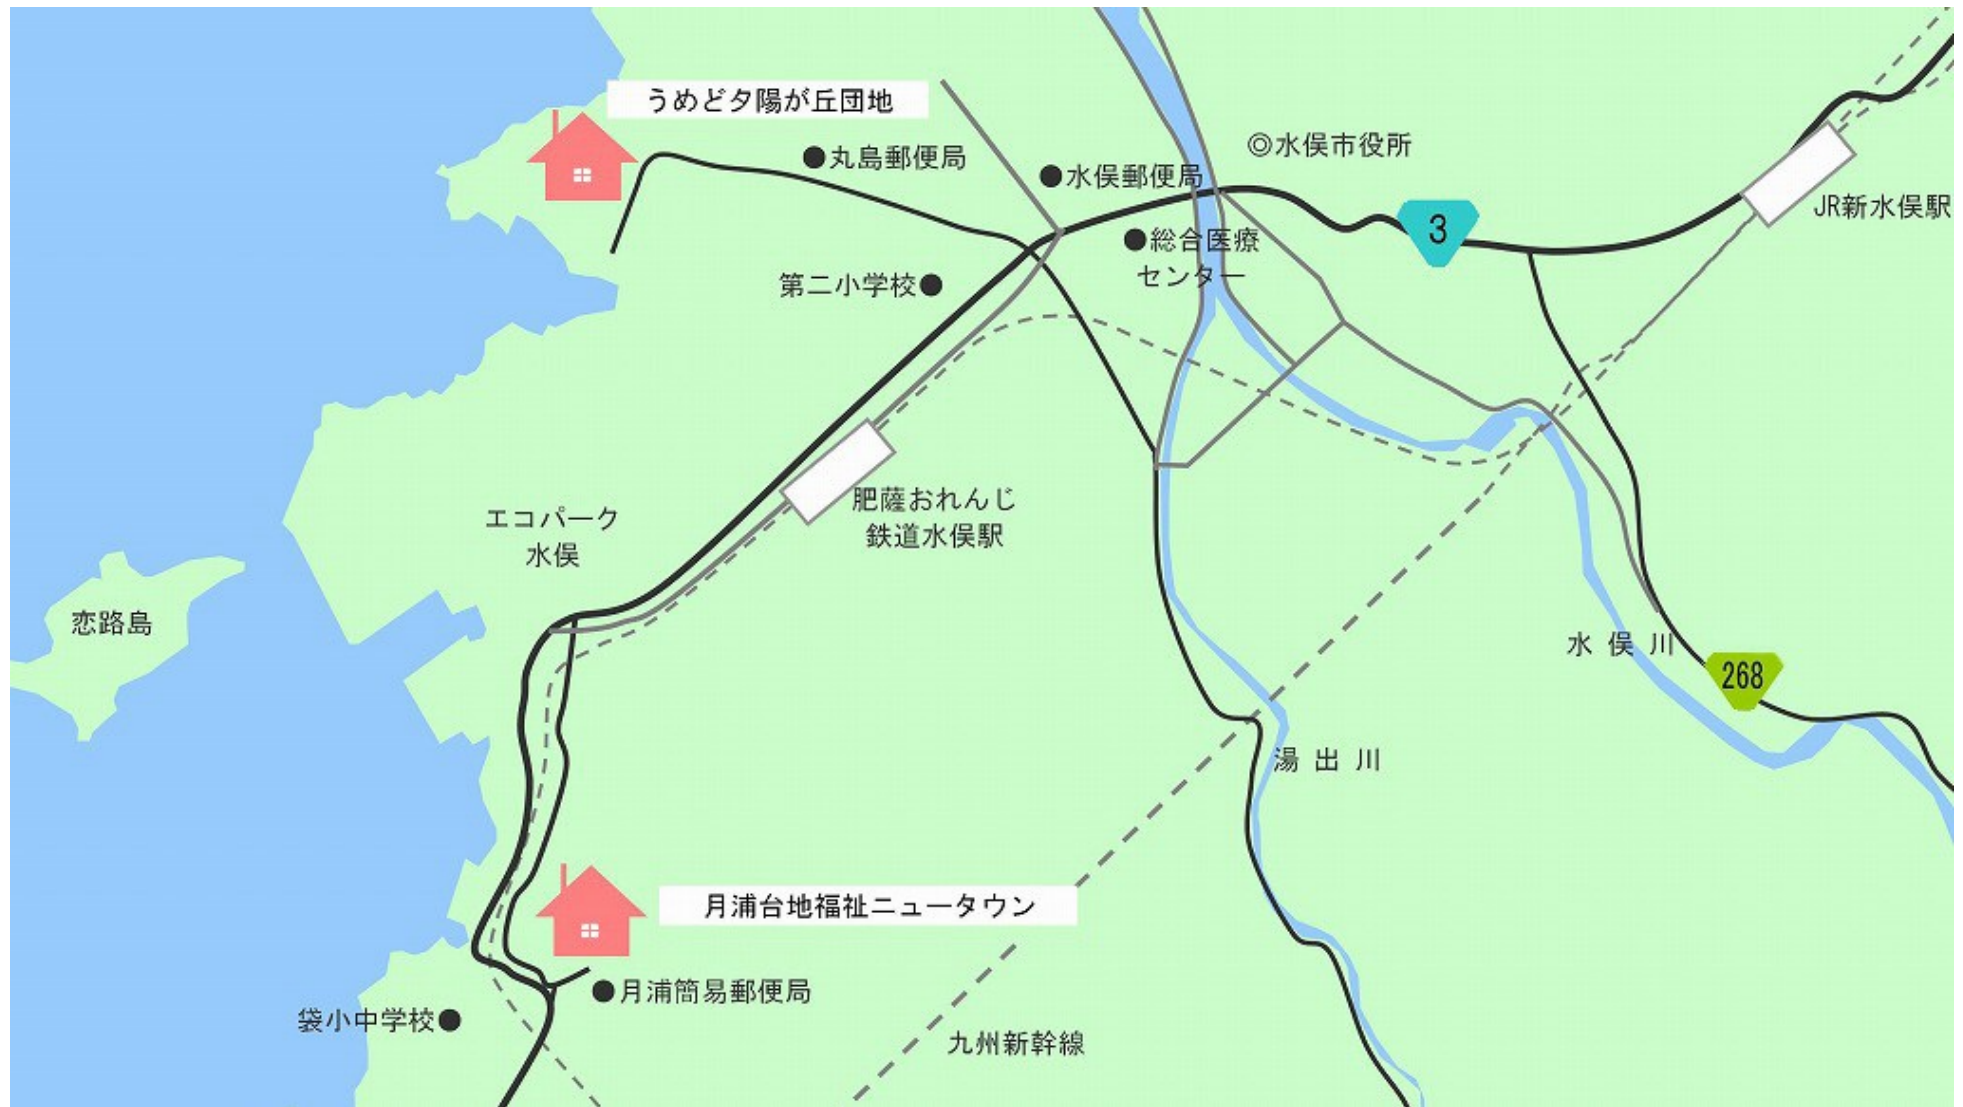 うめど夕陽が丘団地
◎水俣市役所
●丸島郵便局
●水俣郵便局
JR新水俣駅
3
●総合医療
センター
第二小学校●
肥薩おれんじ
鉄道水俣駅
エコパーク
水俣
恋路島
水俣川
268
湯出川
月浦台地福祉ニュータウン
●月浦簡易郵便局
袋小中学校●
九州新幹線